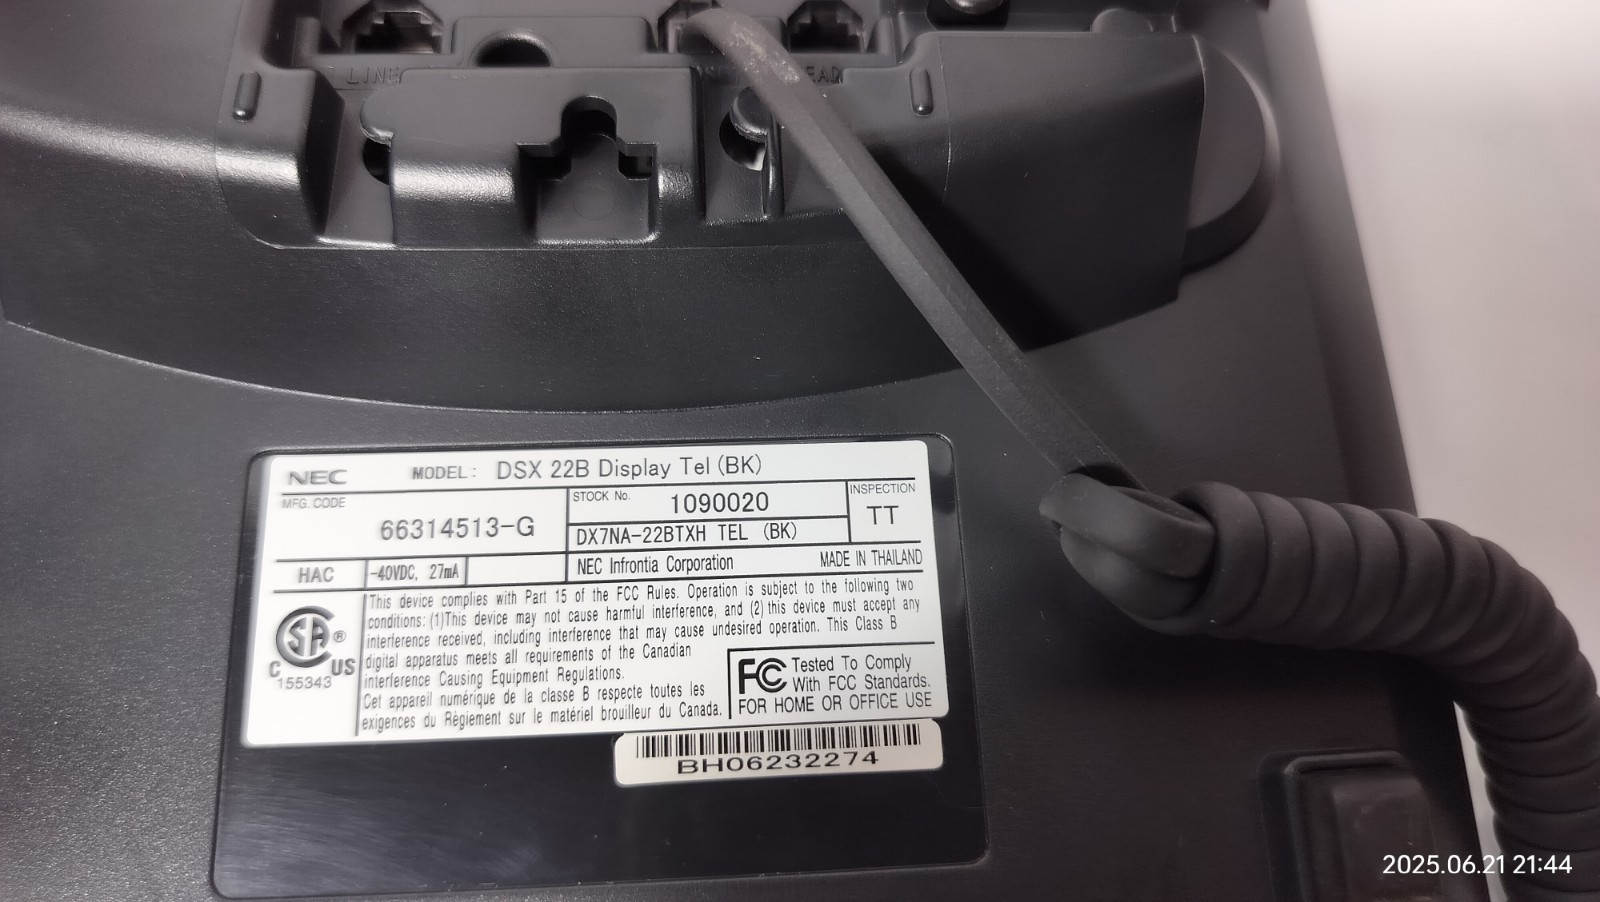 LINE
EAD
NEC MODEL: DSX 22B Display Tel (BK)
MFG. CODE
66314513-G
STOCK No. 1090020
DX7NA-22BTXH TEL (BK)
INSPECTION
TT
HAC
-40VDC, 27mA
NEC Infrontia Corporation MADE IN THAILAND
This device complies with Part 15 of the FCC Rules. Operation is subject to the following two
conditions: (1)This device may not cause harmful interference, and (2) this device must accept any
interference received, including interference that may cause undesired operation. This Class B
digital apparatus meets all requirements of the Canadian
interference Causing Equipment Regulations.
Cet appareil numérique de la classe B respecte toutes les
exigences du Règiement sur le matériel brouilleur du Canada.
CSA®
C US
155343
FC Tested To Comply
With FCC Standards.
FOR HOME OR OFFICE USE
BH06232274
2025.06.21 21:44